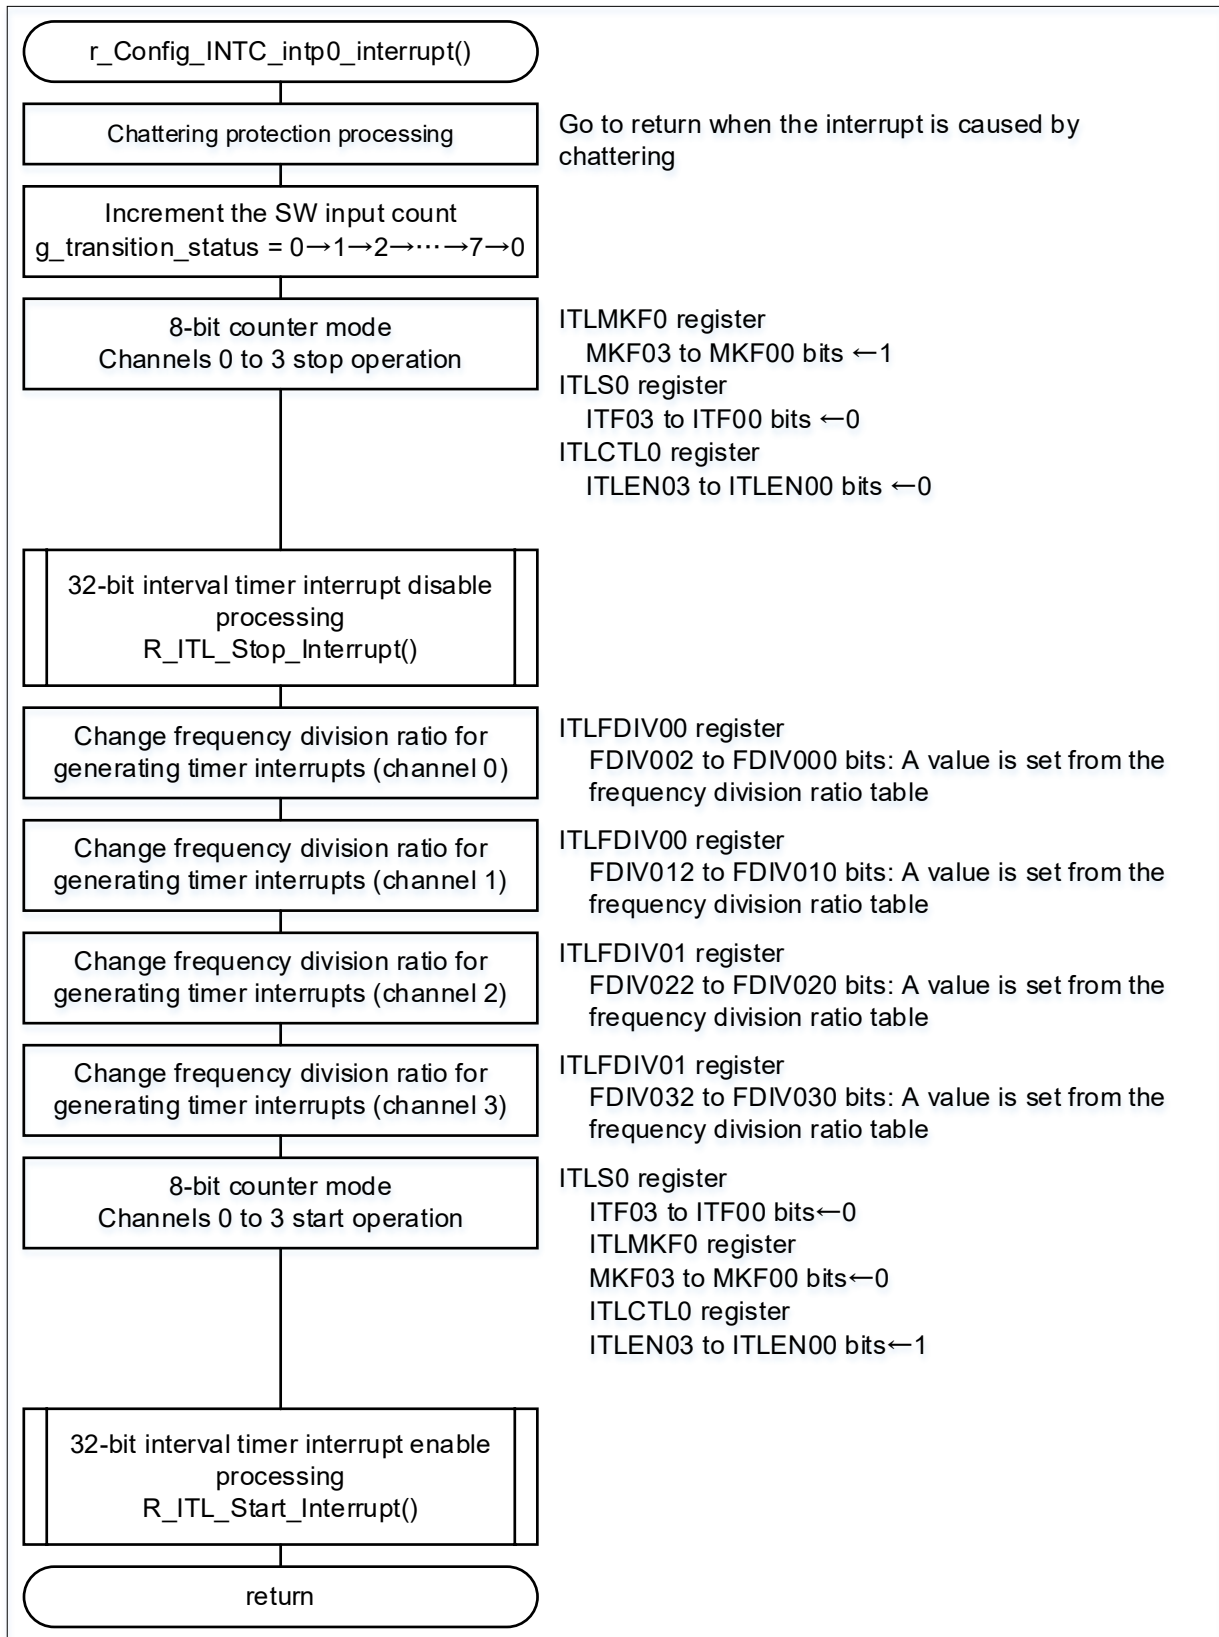 r_Config_INTC_intp0_interrupt()
Chattering protection processing
Go to return when the interrupt is caused by
chattering
Increment the SW input count
g_transition_status = 0→1→2→⋯→7→0
8-bit counter mode
Channels 0 to 3 stop operation
ITLMKF0 register
MKF03 to MKF00 bits ←1
ITLS0 register
ITF03 to ITF00 bits ←0
ITLCTL0 register
ITLEN03 to ITLEN00 bits ←0
32-bit interval timer interrupt disable
processing
R_ITL_Stop_Interrupt()
Change frequency division ratio for
generating timer interrupts (channel 0)
ITLFDIV00 register
FDIV002 to FDIV000 bits: A value is set from the
frequency division ratio table
Change frequency division ratio for
generating timer interrupts (channel 1)
ITLFDIV00 register
FDIV012 to FDIV010 bits: A value is set from the
frequency division ratio table
Change frequency division ratio for
generating timer interrupts (channel 2)
ITLFDIV01 register
FDIV022 to FDIV020 bits: A value is set from the
frequency division ratio table
Change frequency division ratio for
generating timer interrupts (channel 3)
ITLFDIV01 register
FDIV032 to FDIV030 bits: A value is set from the
frequency division ratio table
8-bit counter mode
Channels 0 to 3 start operation
ITLS0 register
ITF03 to ITF00 bits←0
ITLMKF0 register
MKF03 to MKF00 bits←0
ITLCTL0 register
ITLEN03 to ITLEN00 bits←1
32-bit interval timer interrupt enable
processing
R_ITL_Start_Interrupt()
return